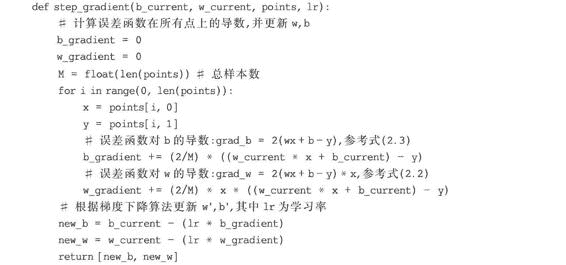 def step_gradient(b_current, w_current, points, lr):
# 计算误差函数在所有点上的导数,并更新 w,b
b_gradient = 0
w_gradient = 0
M = float(len(points)) # 总样本数
for i in range(0, len(points)):
x = points[i, 0]
y = points[i, 1]
# 误差函数对 b 的导数:grad_b = 2(wx+b-y),参考式(2.3)
b_gradient += (2/M) * ((w_current * x + b_current) - y)
# 误差函数对 w 的导数:grad_w = 2(wx+b-y)*x,参考式(2.2)
w_gradient += (2/M) * x * ((w_current * x + b_current) - y)
# 根据梯度下降算法更新 w',b',其中 lr 为学习率
new_b = b_current - (lr * b_gradient)
new_w = w_current - (lr * w_gradient)
return [new_b, new_w]